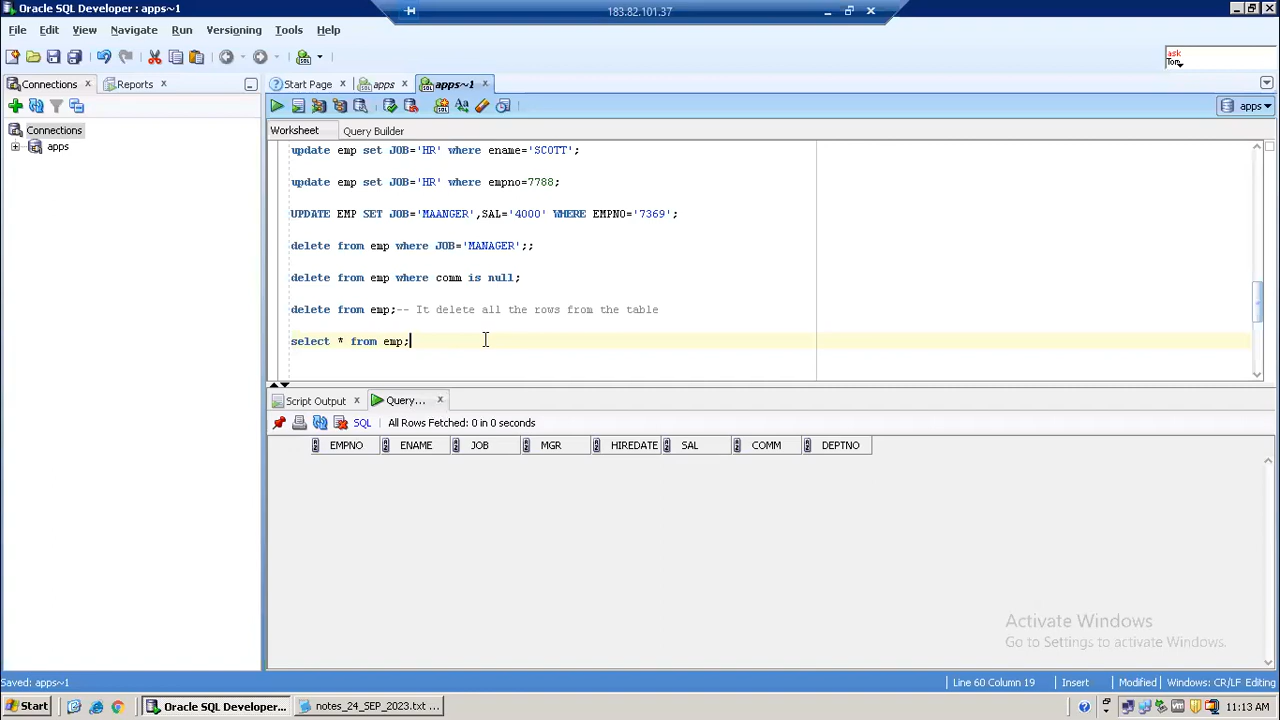 Oracle SQL Developer : apps~1
183.82.101.37
File Edit View Navigate Run Versioning Tools Help
ask
Tom
Connections Reports
Start Page apps apps~1
apps
Connections
apps
Worksheet Query Builder
update emp set JOB='HR' where ename='SCOTT';
update emp set JOB='HR' where empno=7788;
UPDATE EMP SET JOB='MAANGER',SAL='4000' WHERE EMPNO='7369';
delete from emp where JOB='MANAGER';;
delete from emp where comm is null;
delete from emp;-- It delete all the rows from the table
select * from emp;
Script Output Query...
SQL All Rows Fetched: 0 in 0 seconds
EMPNO ENAME JOB MGR HIREDATE SAL COMM DEPTNO
Activate Windows
Go to Settings to activate Windows.
Saved: apps~1
Line 60 Column 19 Insert Modified Windows: CR/LF Editing
Start Oracle SQL Developer... notes_24_SEP_2023.txt ... 11:13 AM